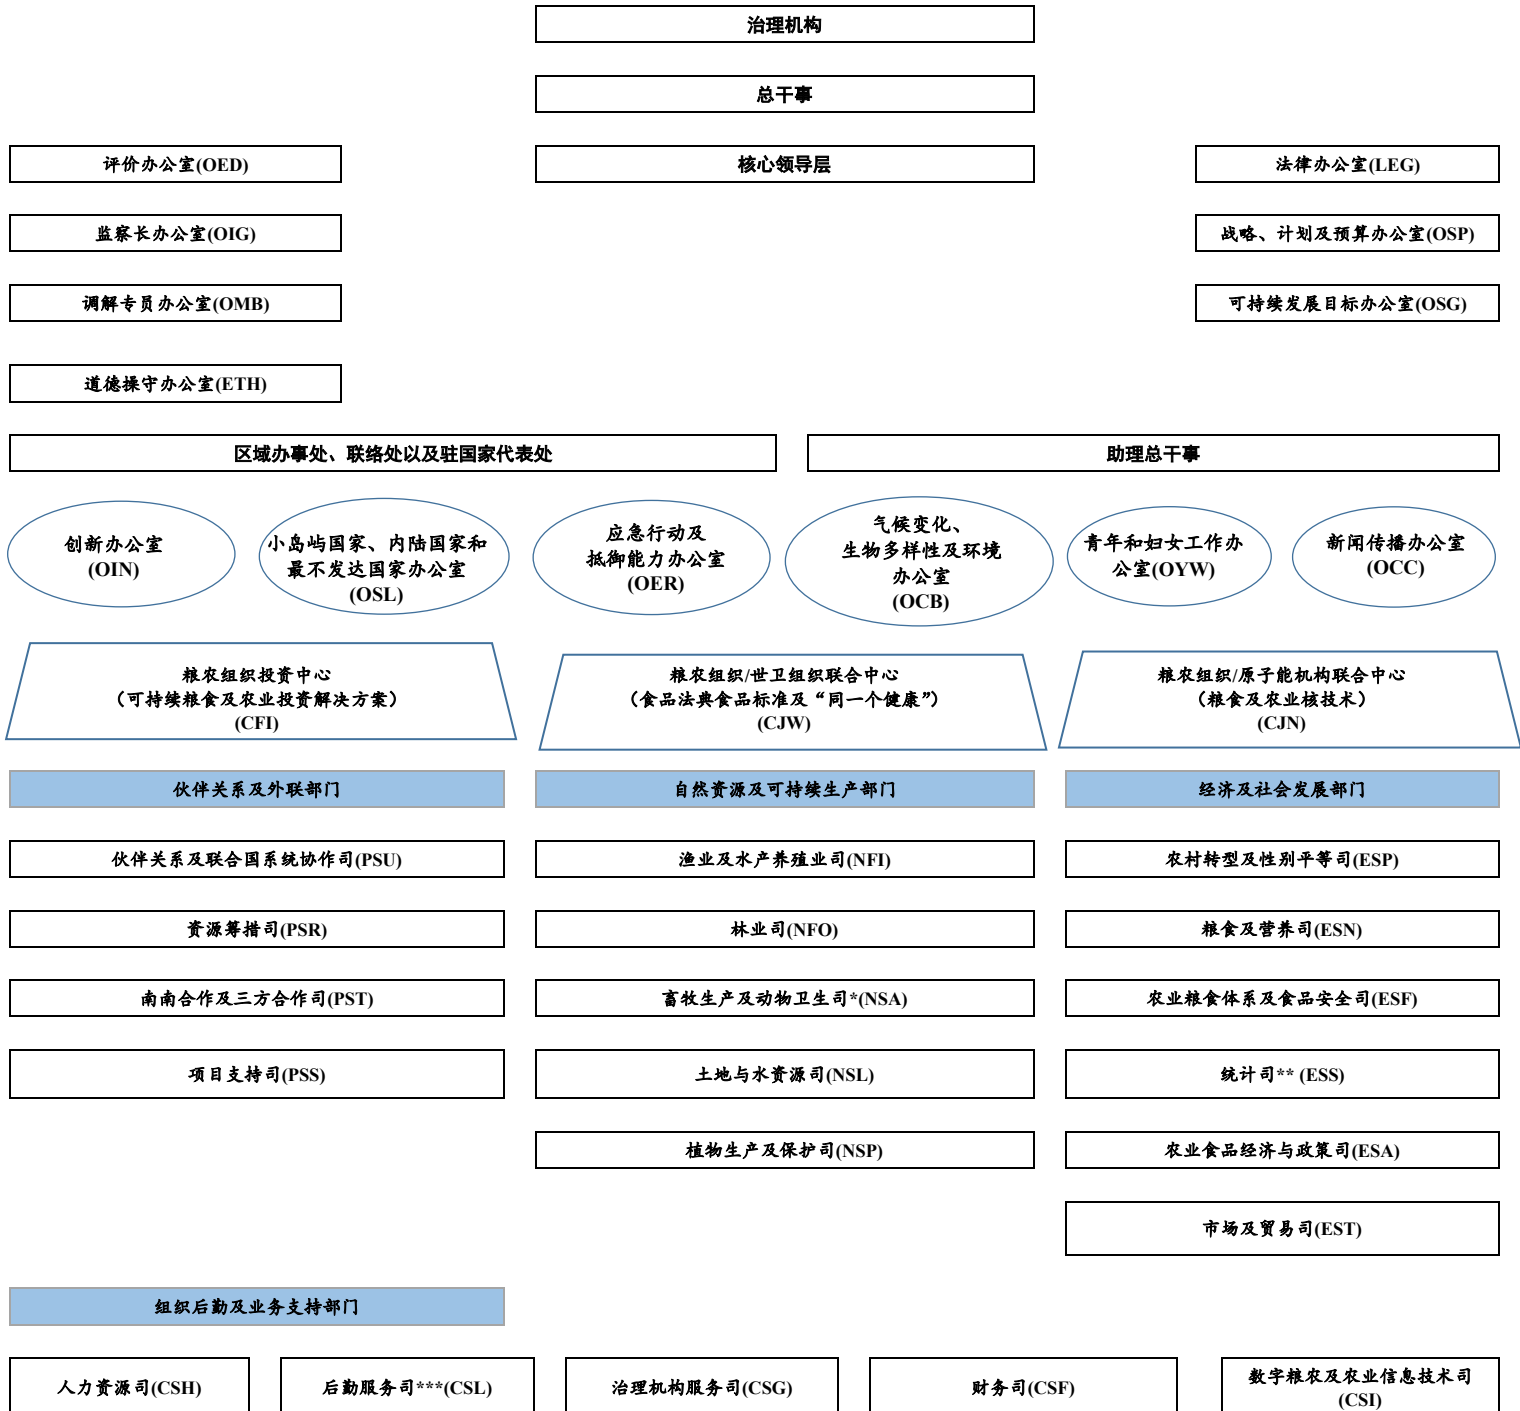 治理机构
总干事
评价办公室(OED)
核心领导层
法律办公室(LEG)
监察长办公室(OIG)
战略、计划及预算办公室(OSP)
调解专员办公室(OMB)
可持续发展目标办公室(OSG)
道德操守办公室(ETH)
区域办事处、联络处以及驻国家代表处
助理总干事
创新办公室
(OIN)
小岛屿国家、内陆国家和
最不发达国家办公室
(OSL)
应急行动及
抵御能力办公室
(OER)
气候变化、
生物多样性及环境
办公室
(OCB)
青年和妇女工作办
公室(OYW)
新闻传播办公室
(OCC)
粮农组织投资中心
（可持续粮食及农业投资解决方案）
(CFI)
粮农组织/世卫组织联合中心
（食品法典食品标准及“同一个健康”）
(CJW)
粮农组织/原子能机构联合中心
（粮食及农业核技术）
(CJN)
伙伴关系及外联部门
自然资源及可持续生产部门
经济及社会发展部门
伙伴关系及联合国系统协作司(PSU)
渔业及水产养殖业司(NFI)
农村转型及性别平等司(ESP)
资源筹措司(PSR)
林业司(NFO)
粮食及营养司(ESN)
南南合作及三方合作司(PST)
畜牧生产及动物卫生司*(NSA)
农业粮食体系及食品安全司(ESF)
项目支持司(PSS)
土地与水资源司(NSL)
统计司** (ESS)
植物生产及保护司(NSP)
农业食品经济与政策司(ESA)
市场及贸易司(EST)
组织后勤及业务支持部门
人力资源司(CSH)
后勤服务司***(CSL)
治理机构服务司(CSG)
财务司(CSF)
数字粮农及农业信息技术司
(CSI)